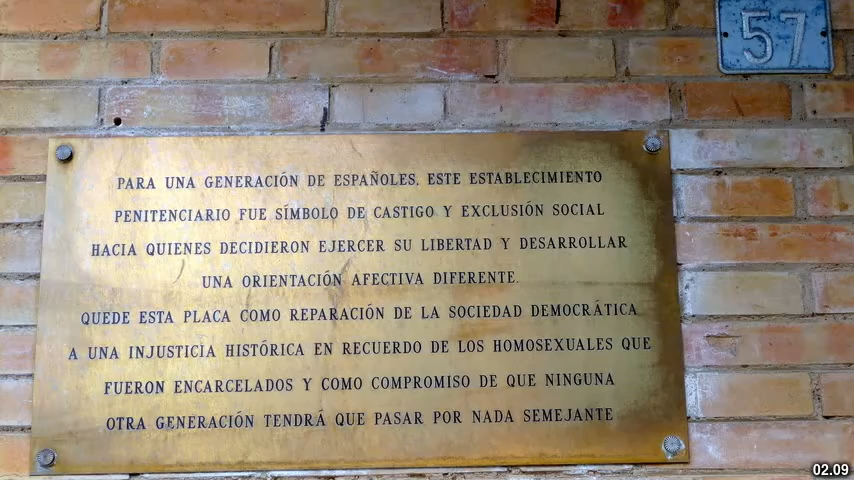 57
PARA UNA GENERACIÓN DE ESPAÑOLES, ESTE ESTABLECIMIENTO
PENITENCIARIO FUE SÍMBOLO DE CASTIGO Y EXCLUSIÓN SOCIAL
HACIA QUIENES DECIDIERON EJERCER SU LIBERTAD Y DESARROLLAR
UNA ORIENTACIÓN AFECTIVA DIFERENTE.
QUEDE ESTA PLACA COMO REPARACIÓN DE LA SOCIEDAD DEMOCRÁTICA
A UNA INJUSTICIA HISTÓRICA EN RECUERDO DE LOS HOMOSEXUALES QUE
FUERON ENCARCELADOS Y COMO COMPROMISO DE QUE NINGUNA
OTRA GENERACIÓN TENDRÁ QUE PASAR POR NADA SEMEJANTE
02.09